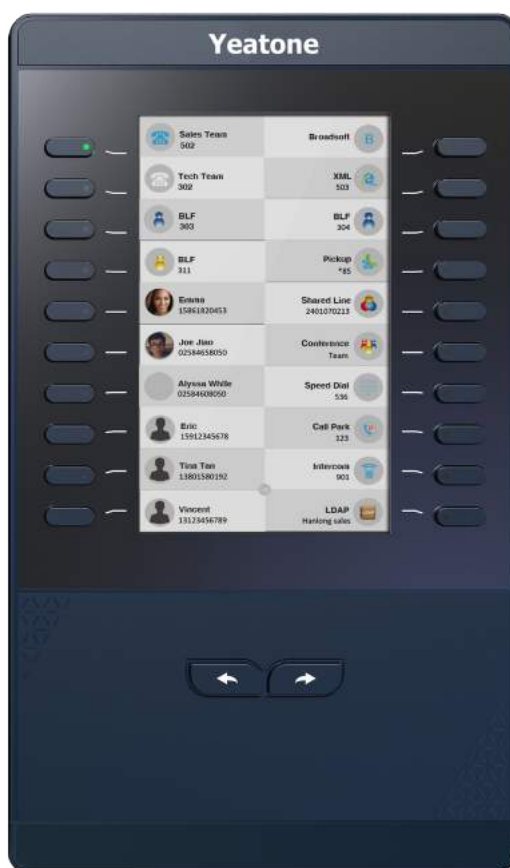 Yeatone
Sales Team
502
Broadsoft
B
Tech Team
302
XML
503
BLF
303
BLF
304
BLF
311
Pickup
*85
Emma
15861820453
Shared Line
2401070213
Joe Jiao
02584658050
Conference
Team
Alyssa While
02584608050
Speed Dial
536
Eric
15912345678
Call Park
123
Tina Tan
13801580192
Intercom
901
Vincent
13123456789
LDAP
Hanlong sales